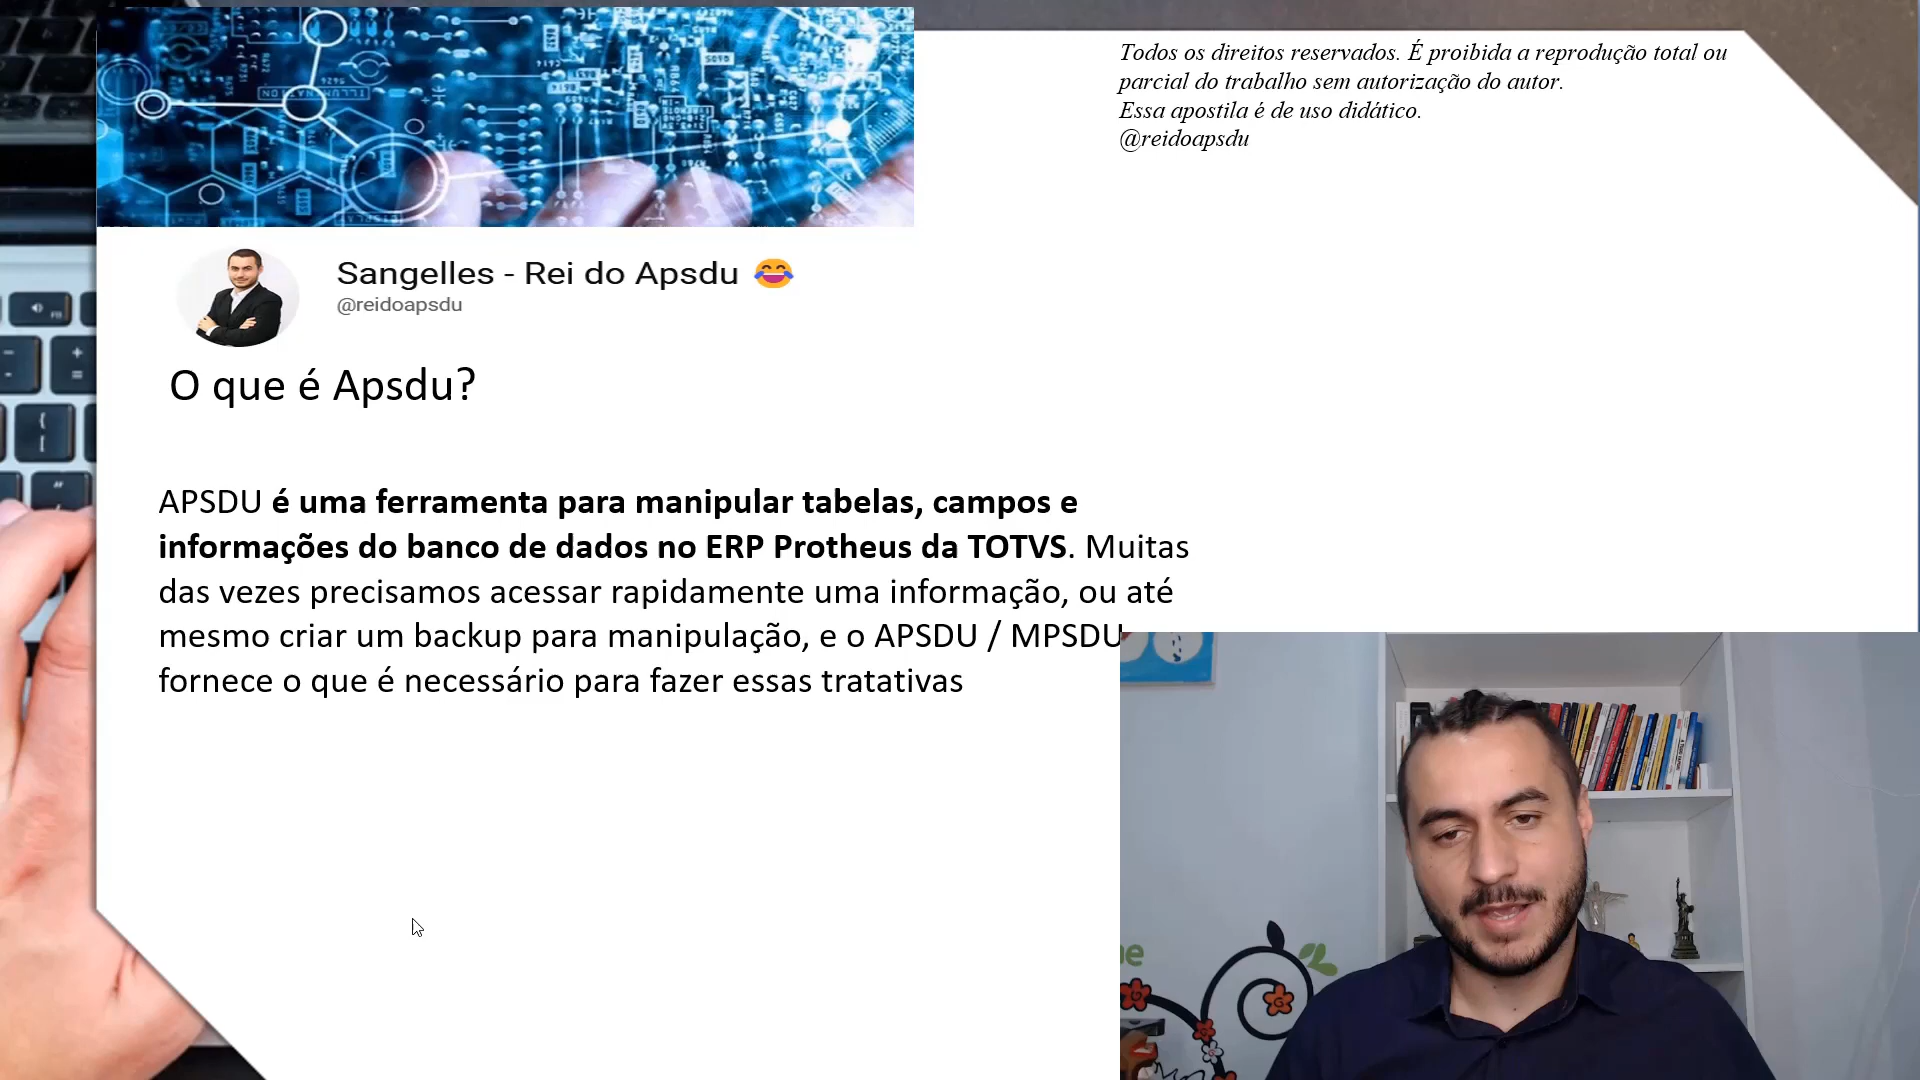 Todos os direitos reservados. É proibida a reprodução total ou
parcial do trabalho sem autorização do autor.
Essa apostila é de uso didático.
@reidoapsdu
Sangelles - Rei do Apsdu 😂
@reidoapsdu
O que é Apsdu?
APSDU é uma ferramenta para manipular tabelas, campos e
informações do banco de dados no ERP Protheus da TOTVS. Muitas
das vezes precisamos acessar rapidamente uma informação, ou até
mesmo criar um backup para manipulação, e o APSDU / MPSDU
fornece o que é necessário para fazer essas tratativas